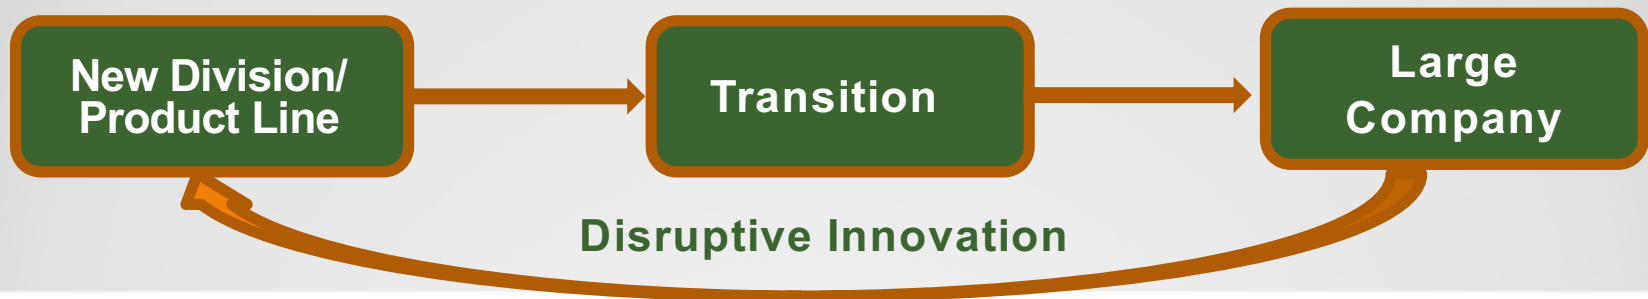 New Division/
Product Line
Transition
Large
Company
Disruptive Innovation